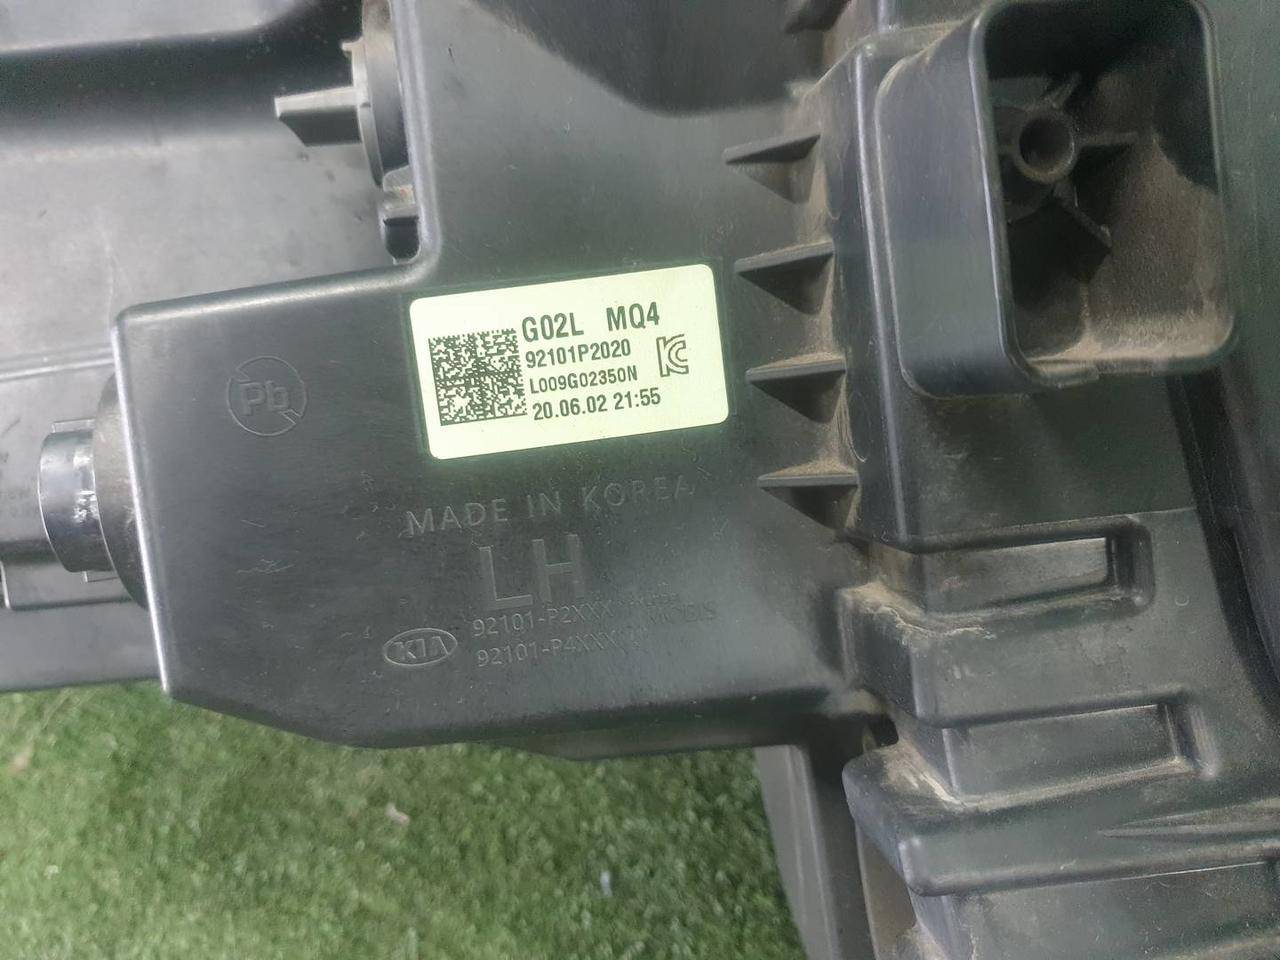 G02L MQ4
92101P2020
L009G02350N
20.06.02 21:55
Pb
MADE IN KOREA
LH
92101-P2XXX
KIA 92101-P4XXX MOBIS